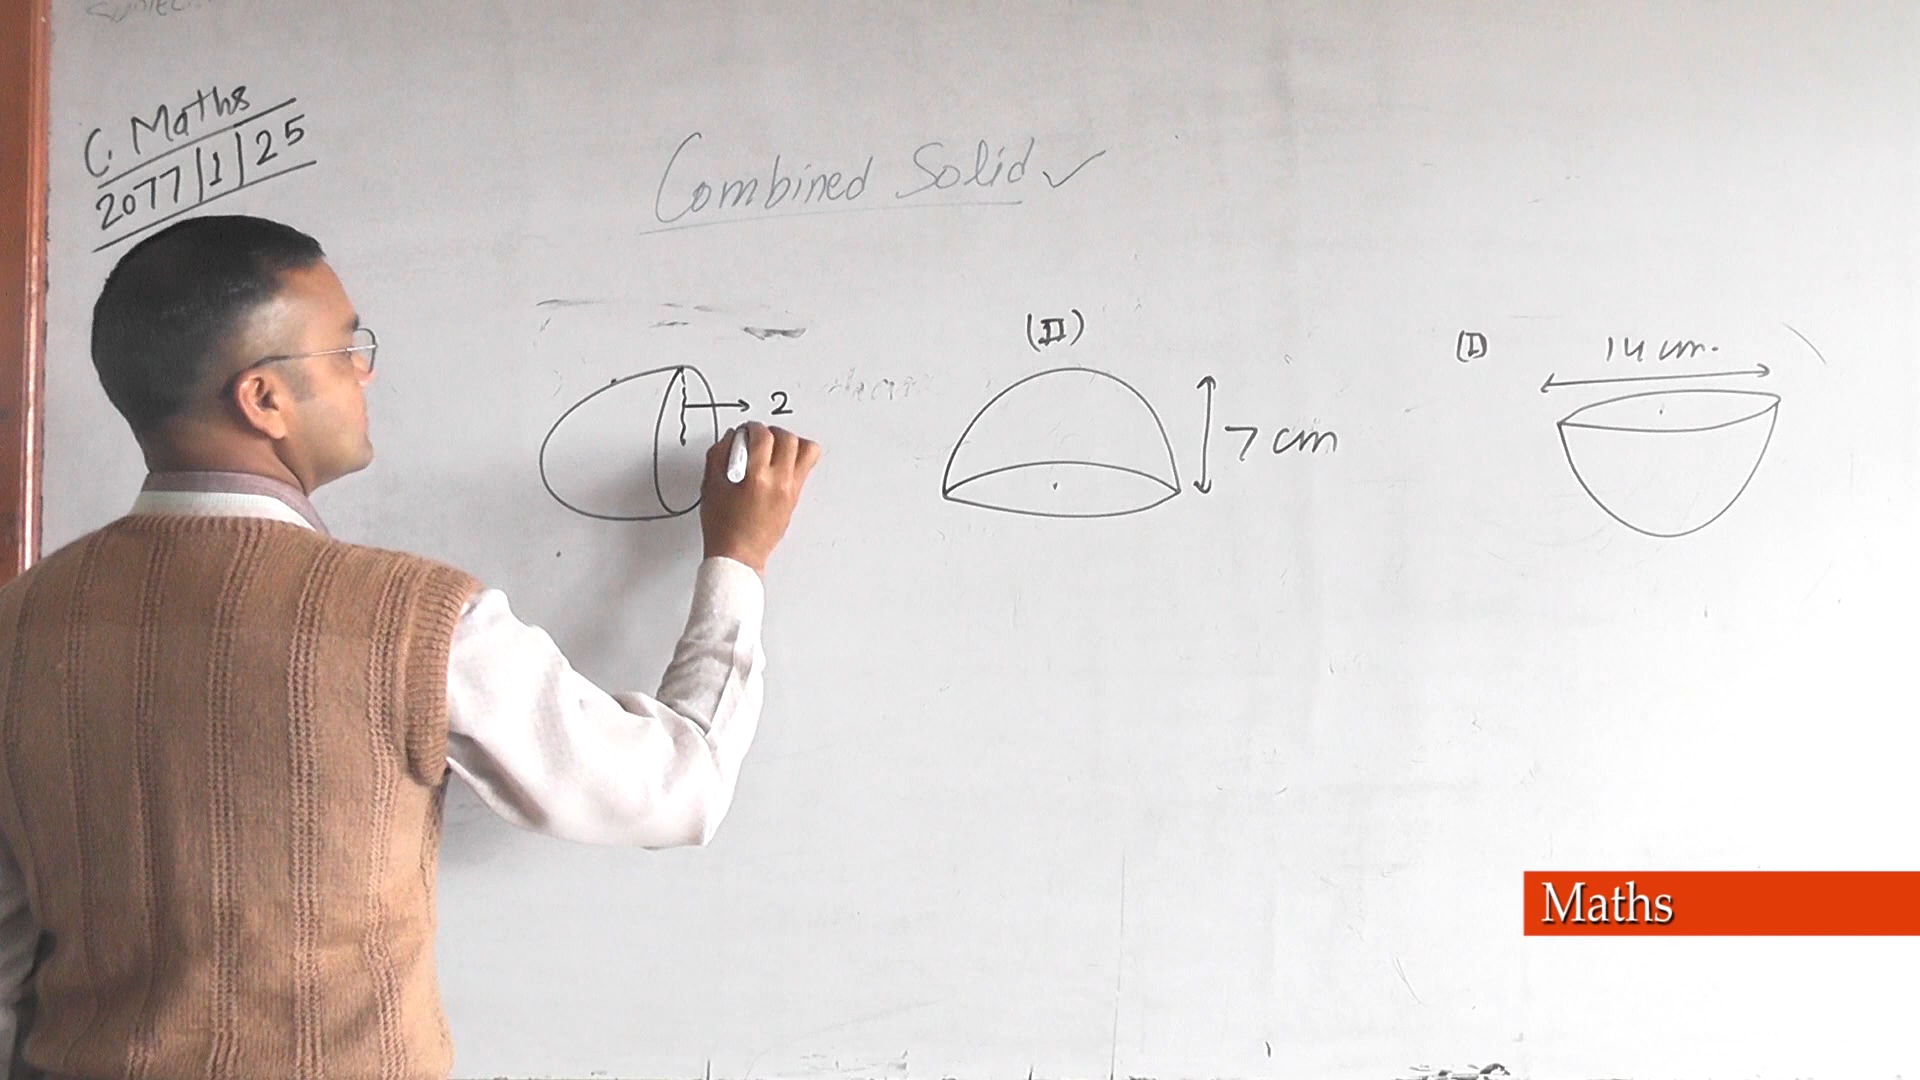 C. Maths
2077|1|25
Combined Solid ✓
(II)
(I)
14 cm.
2
7 cm
Maths